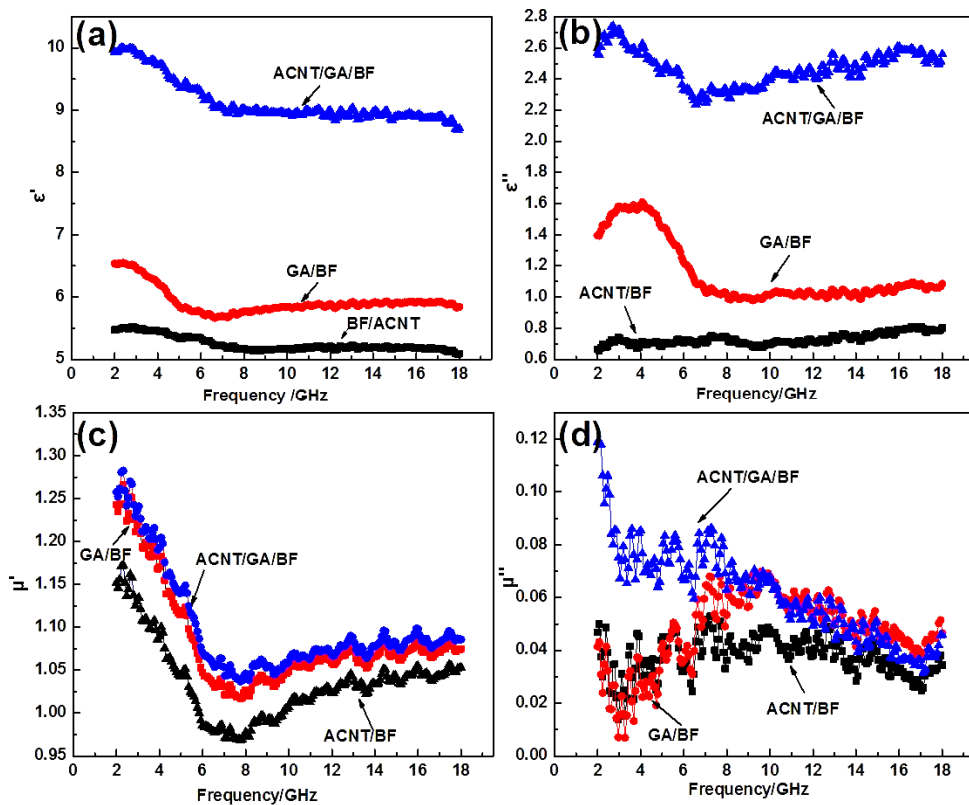 (a)
10
9
8
7
6
5
ε'
ACNT/GA/BF
GA/BF
BF/ACNT
0 2 4 6 8 10 12 14 16 18
Frequency /GHz
(b)
2.8
2.6
2.4
2.2
2.0
1.8
1.6
1.4
1.2
1.0
0.8
0.6
ε''
ACNT/GA/BF
GA/BF
ACNT/BF
0 2 4 6 8 10 12 14 16 18
Frequency/GHz
(c)
1.35
1.30
1.25
1.20
1.15
1.10
1.05
1.00
0.95
μ'
GA/BF
ACNT/GA/BF
ACNT/BF
0 2 4 6 8 10 12 14 16 18
Frequency/GHz
(d)
0.12
0.10
0.08
0.06
0.04
0.02
0.00
μ''
ACNT/GA/BF
ACNT/BF
GA/BF
0 2 4 6 8 10 12 14 16 18
Frequency/GHz